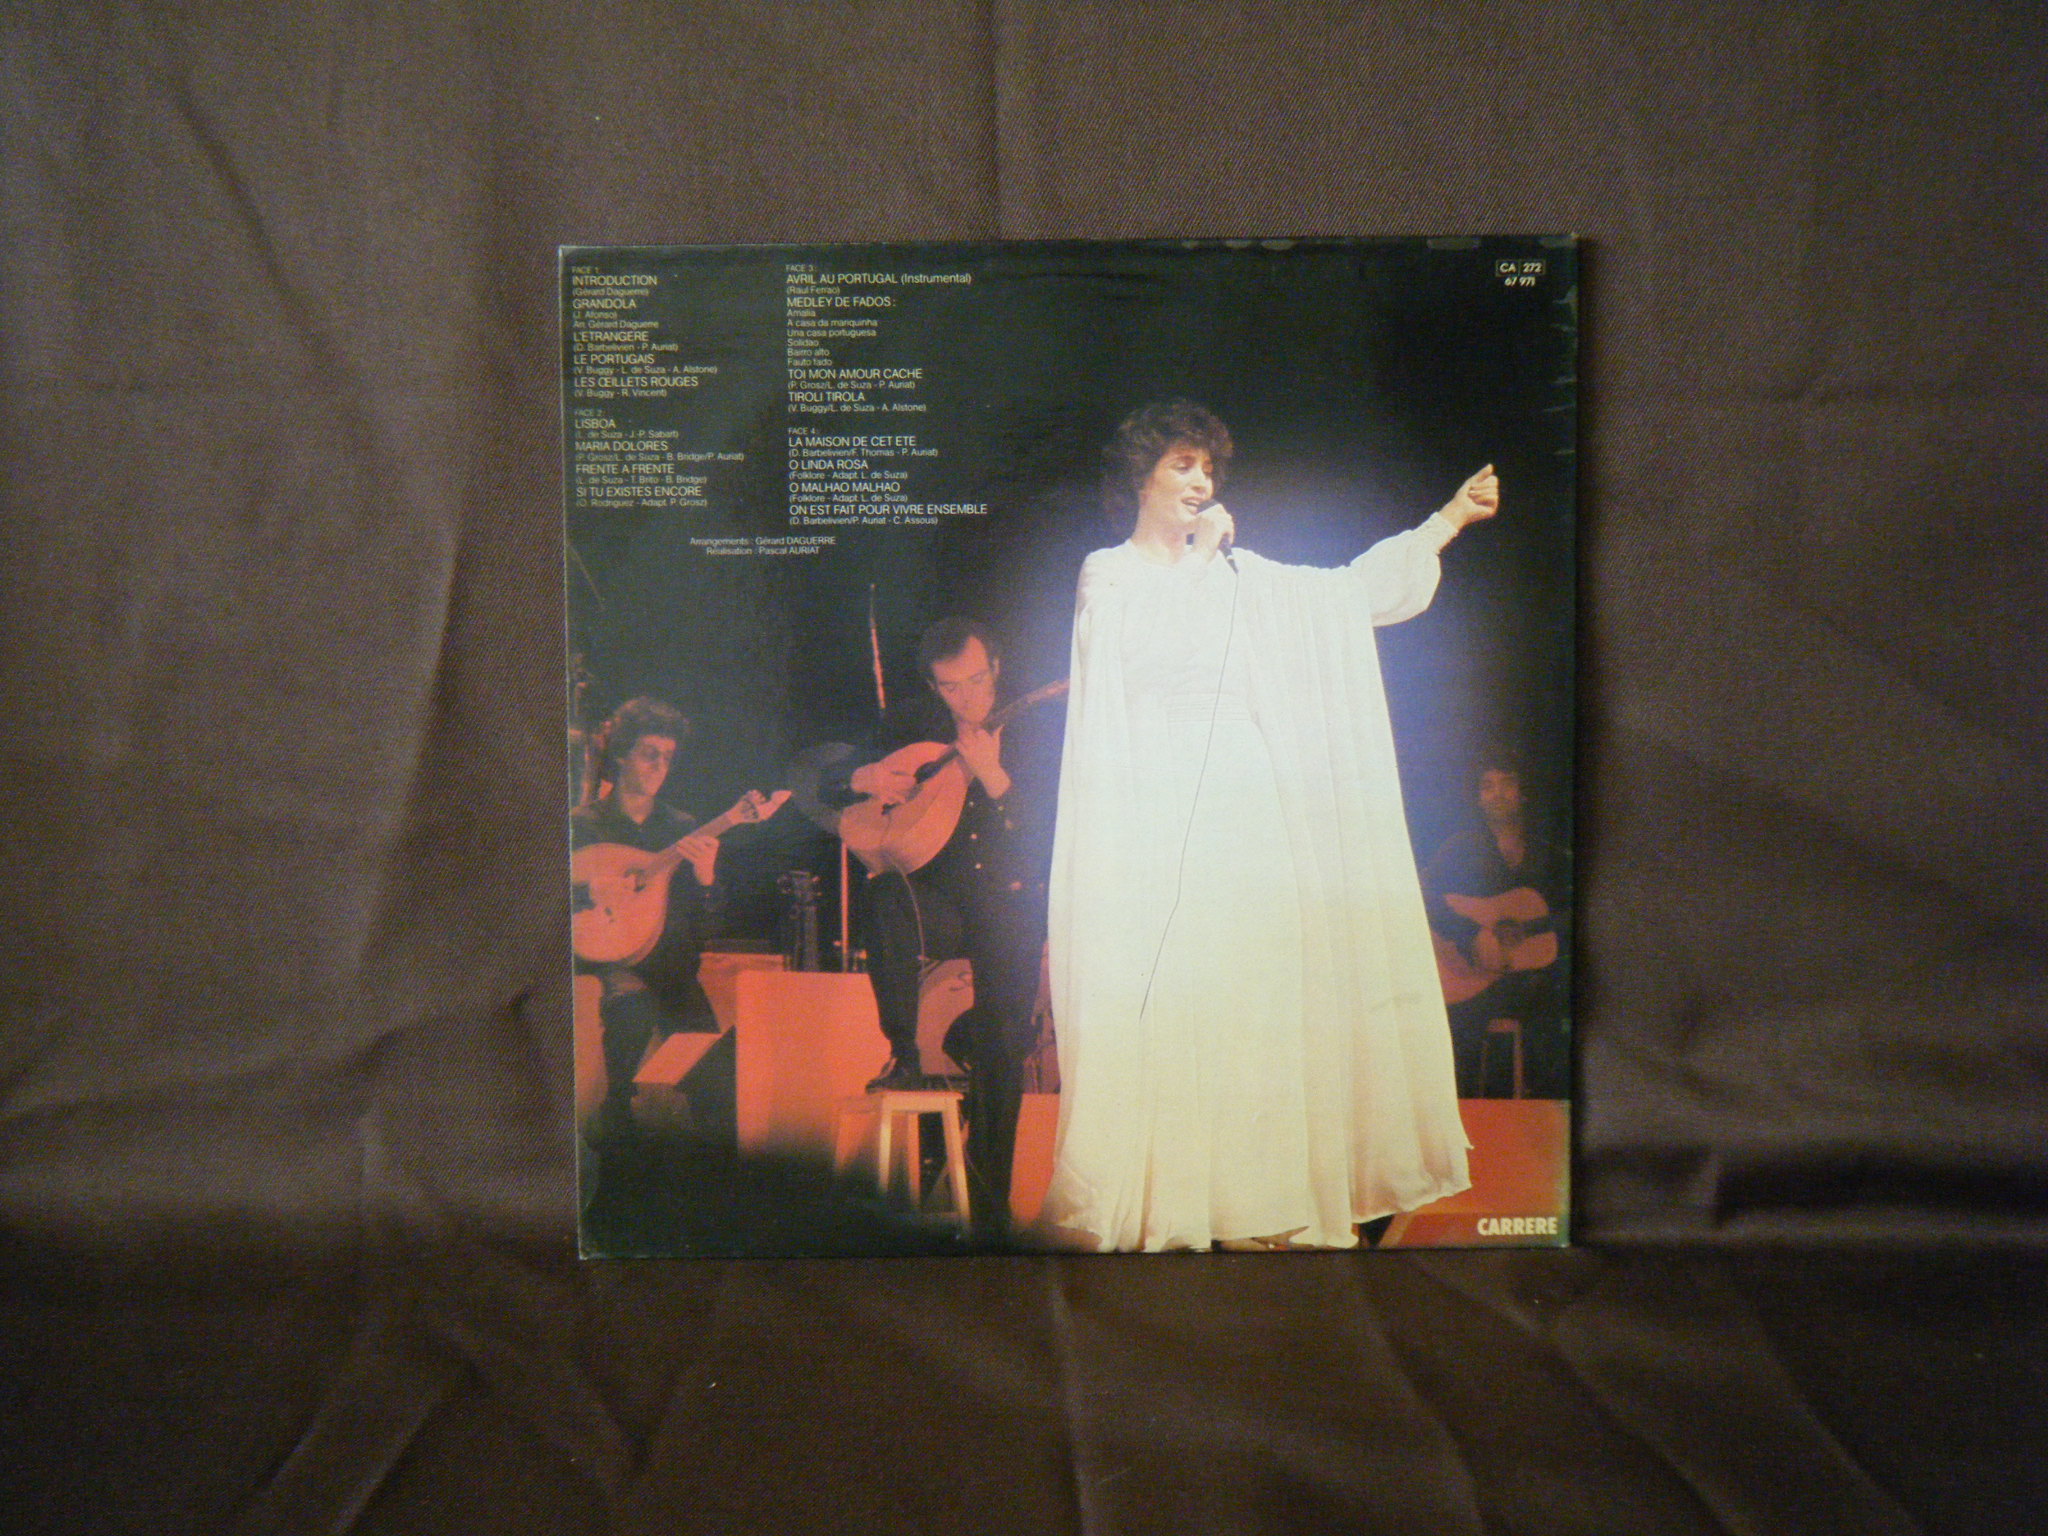 FACE 1 :
INTRODUCTION
(Gérard Daguerre)
GRANDOLA
(J. Afonso)
Arr. Gérard Daguerre
L'ETRANGERE
(D. Barbelivien - P. Auriat)
LE PORTUGAIS
(V. Buggy - L. de Suza - A. Alstone)
LES ŒILLETS ROUGES
(V. Buggy - R. Vincent)
FACE 2 :
LISBOA
(L. de Suza - J.-P. Sabart)
MARIA DOLORES
(P. Grosz/L. de Suza - B. Bridge/P. Auriat)
FRENTE A FRENTE
(L. de Suza - T. Brito - B. Bridge)
SI TU EXISTES ENCORE
(O. Rodriguez - Adapt. P. Grosz)
FACE 3 :
AVRIL AU PORTUGAL (Instrumental)
(Raul Ferrao)
MEDLEY DE FADOS :
Amalia
A casa da mariquinha
Una casa portuguesa
Solidao
Bairro alto
Fauto fado
TOI MON AMOUR CACHE
(P. Grosz/L. de Suza - P. Auriat)
TIROLI TIROLA
(V. Buggy/L. de Suza - A. Alstone)
FACE 4 :
LA MAISON DE CET ETE
(D. Barbelivien/F. Thomas - P. Auriat)
O LINDA ROSA
(Folklore - Adapt. L. de Suza)
O MALHAO MALHAO
(Folklore - Adapt. L. de Suza)
ON EST FAIT POUR VIVRE ENSEMBLE
(D. Barbelivien/P. Auriat - C. Assous)
Arrangements : Gérard DAGUERRE
Réalisation : Pascal AURIAT
CA 272
67 971
CARRERE